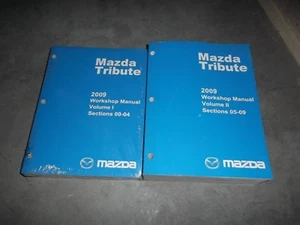 Mazda
Tribute
2009
Workshop Manual
Volume I
Sections 00-04
mazda
Mazda
Tribute
2009
Workshop Manual
Volume II
Sections 05-09
mazda